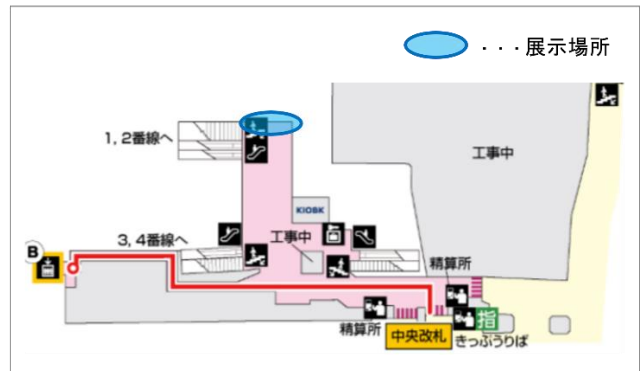 ・・・展示場所
1, 2番線へ
工事中
KIOSK
3, 4番線へ
工事中
精算所
B
精算所
中央改札
きっぷうりば
指